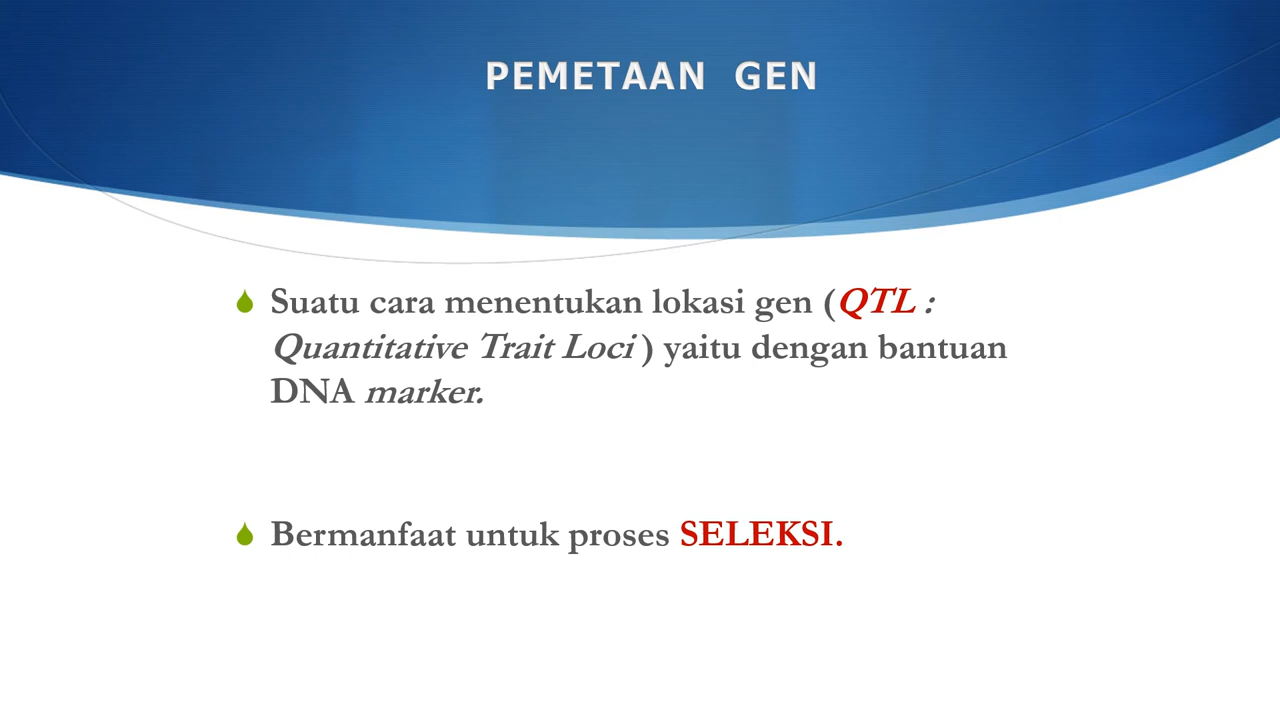 PEMETAAN GEN
Suatu cara menentukan lokasi gen (QTL :
Quantitative Trait Loci ) yaitu dengan bantuan
DNA marker.
Bermanfaat untuk proses SELEKSI.